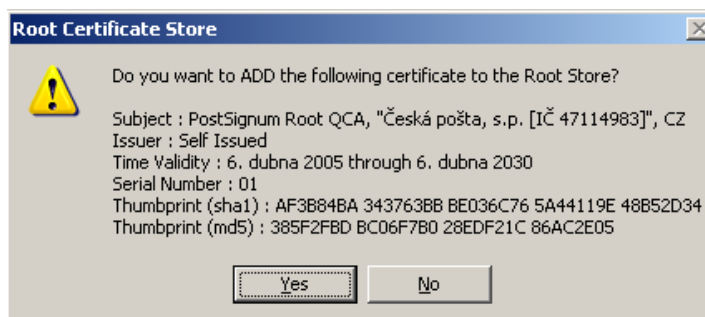 Root Certificate Store
Do you want to ADD the following certificate to the Root Store?
Subject : PostSignum Root QCA, "Česká pošta, s.p. [IČ 47114983]", CZ
Issuer : Self Issued
Time Validity : 6. dubna 2005 through 6. dubna 2030
Serial Number : 01
Thumbprint (sha1) : AF3B84BA 343763BB BE036C76 5A44119E 48B52D34
Thumbprint (md5) : 385F2FBD BC06F7B0 28EDF21C 86AC2E05
Yes No